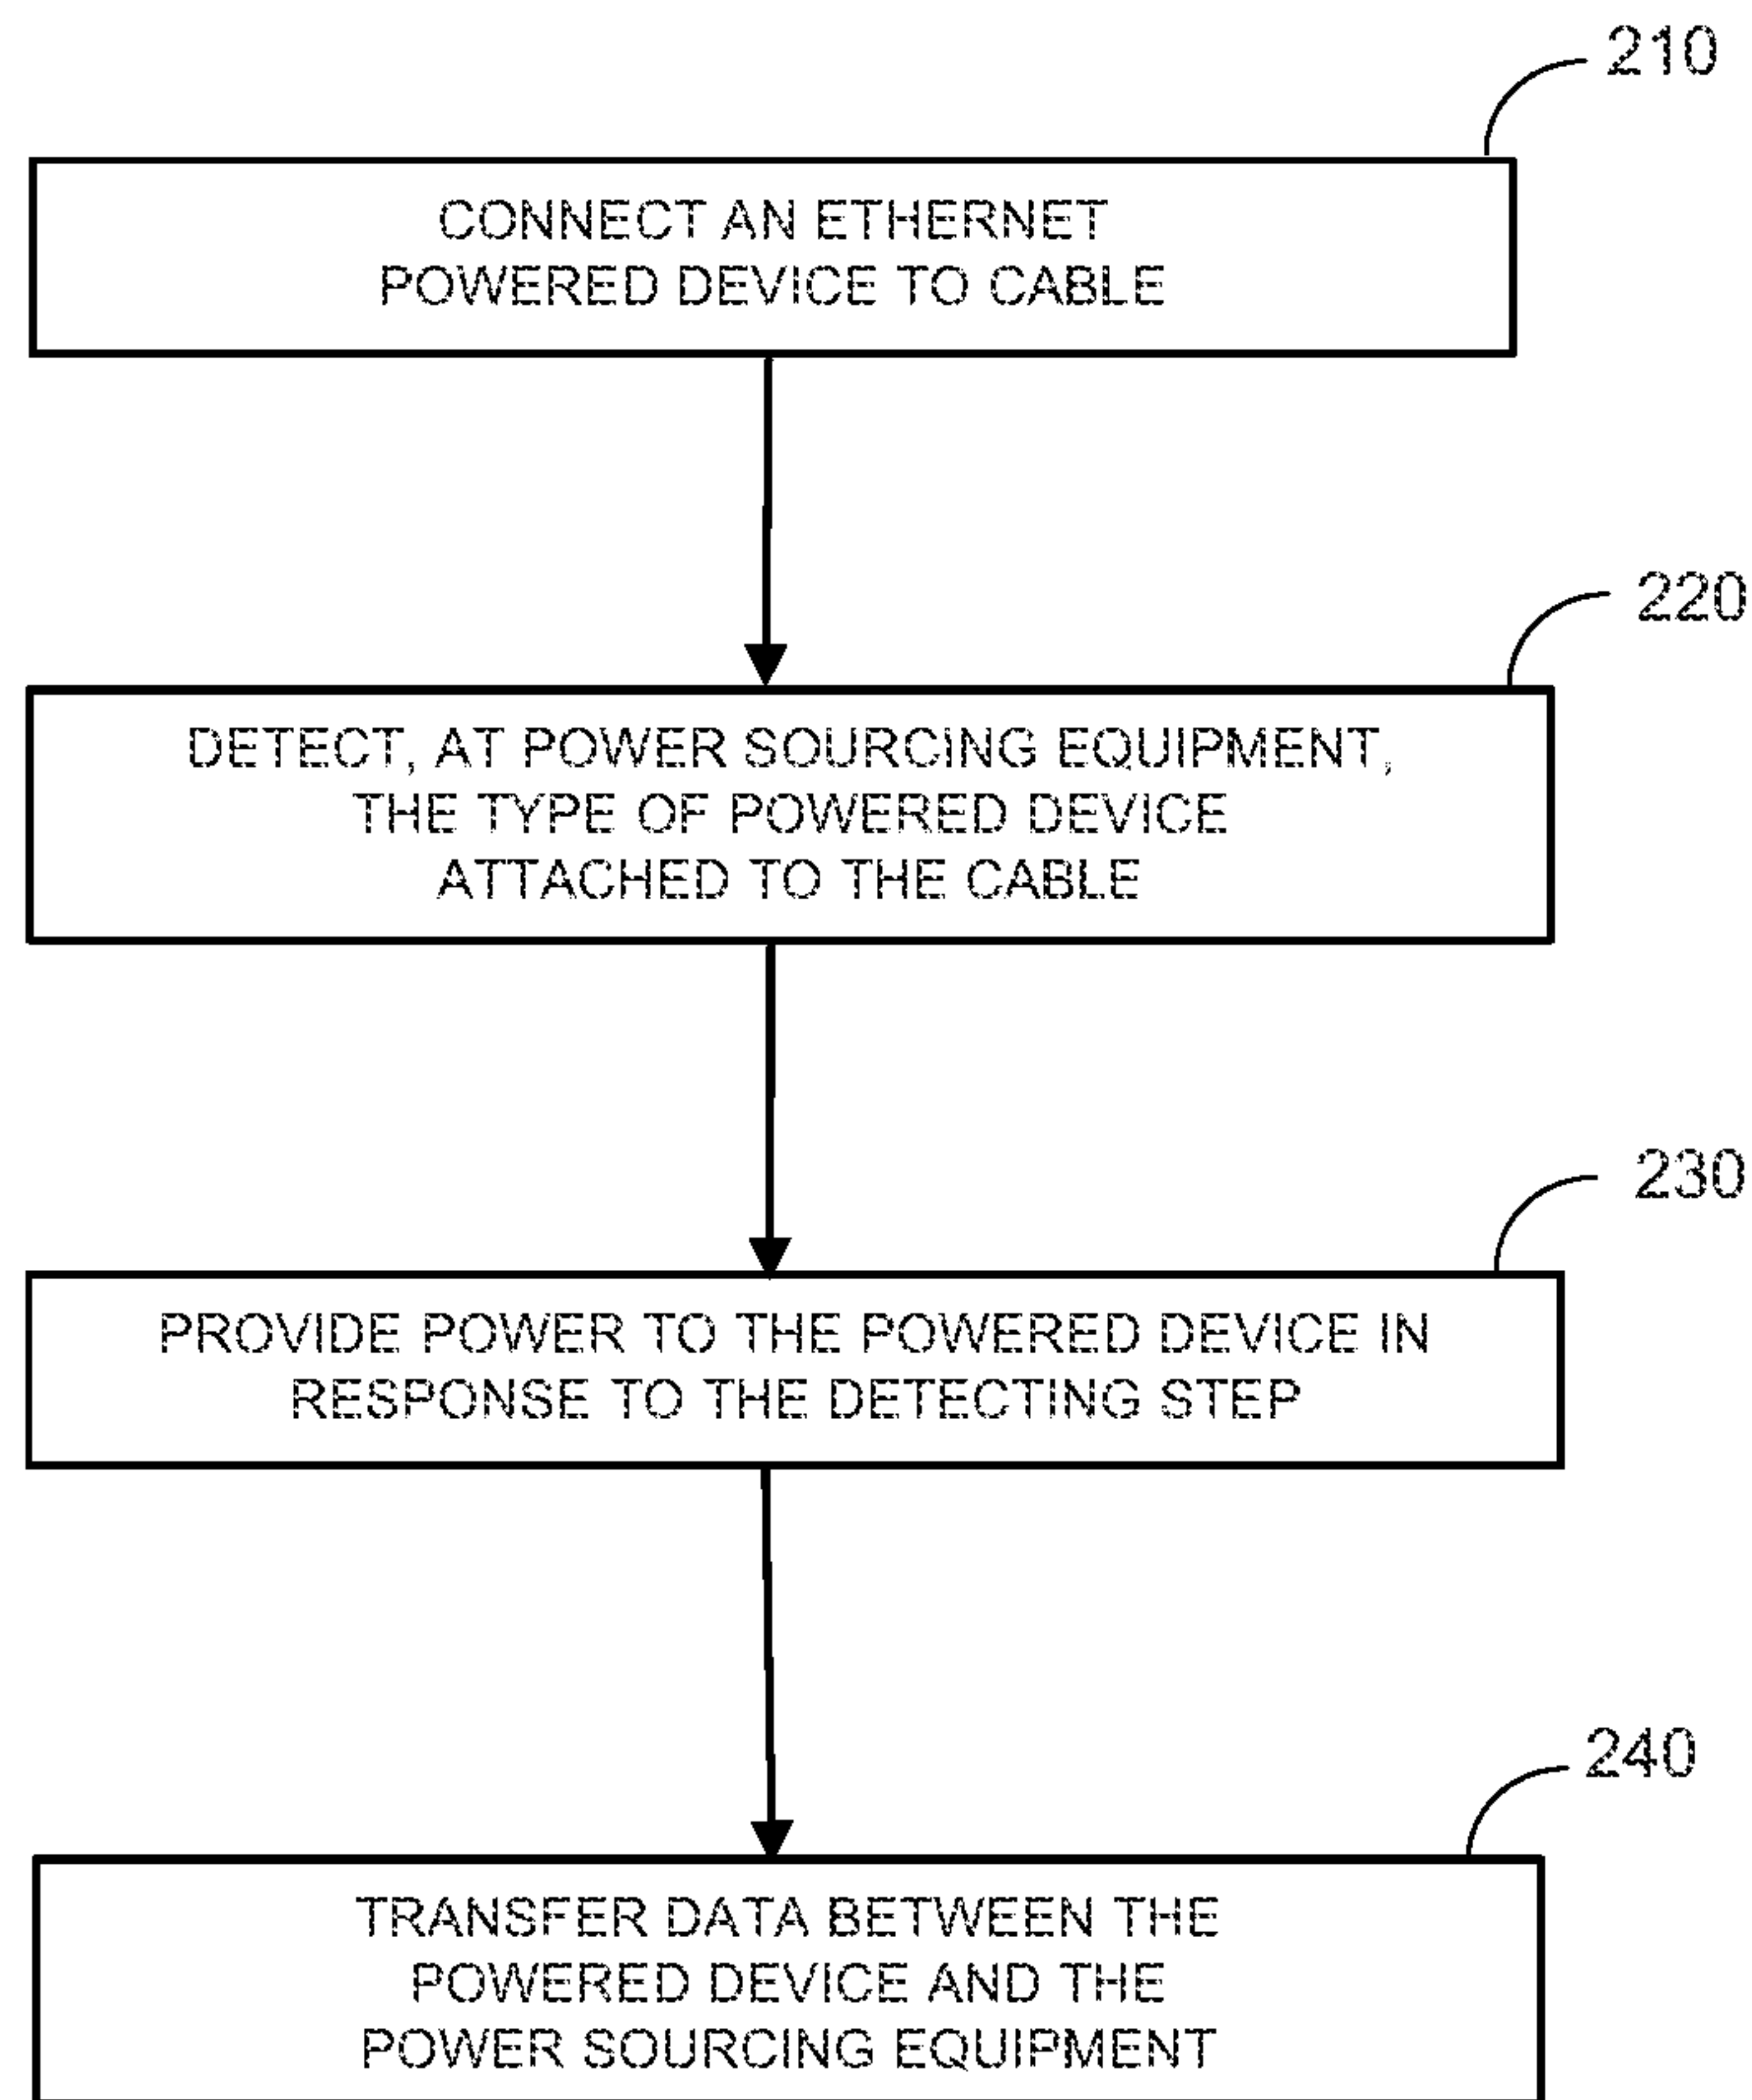 210
CONNECT AN ETHERNET
POWERED DEVICE TO CABLE
220
DETECT, AT POWER SOURCING EQUIPMENT,
THE TYPE OF POWERED DEVICE
ATTACHED TO THE CABLE
230
PROVIDE POWER TO THE POWERED DEVICE IN
RESPONSE TO THE DETECTING STEP
240
TRANSFER DATA BETWEEN THE
POWERED DEVICE AND THE
POWER SOURCING EQUIPMENT